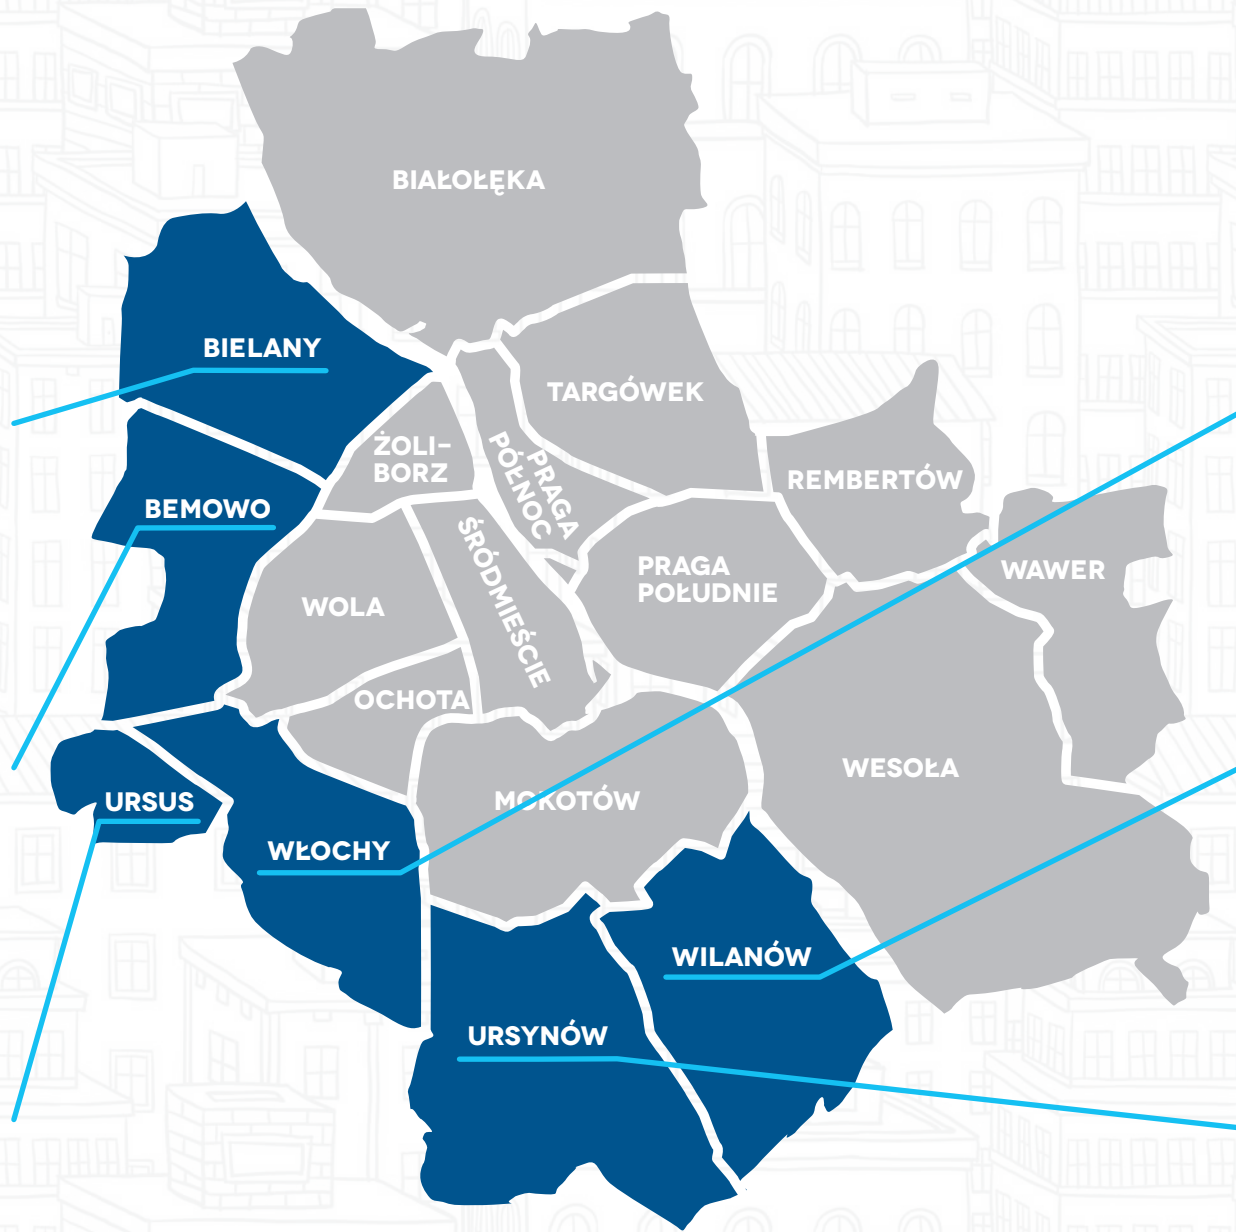 BIAŁOŁĘKA
BIELANY
TARGÓWEK
ŻOLI-
BORZ
PRAGA
PÓŁNOC
REMBERTÓW
BEMOWO
ŚRÓDMIEŚCIE
PRAGA
POŁUDNIE
WAWER
WOLA
OCHOTA
WESOŁA
URSUS
MOKOTÓW
WŁOCHY
WILANÓW
URSYNÓW